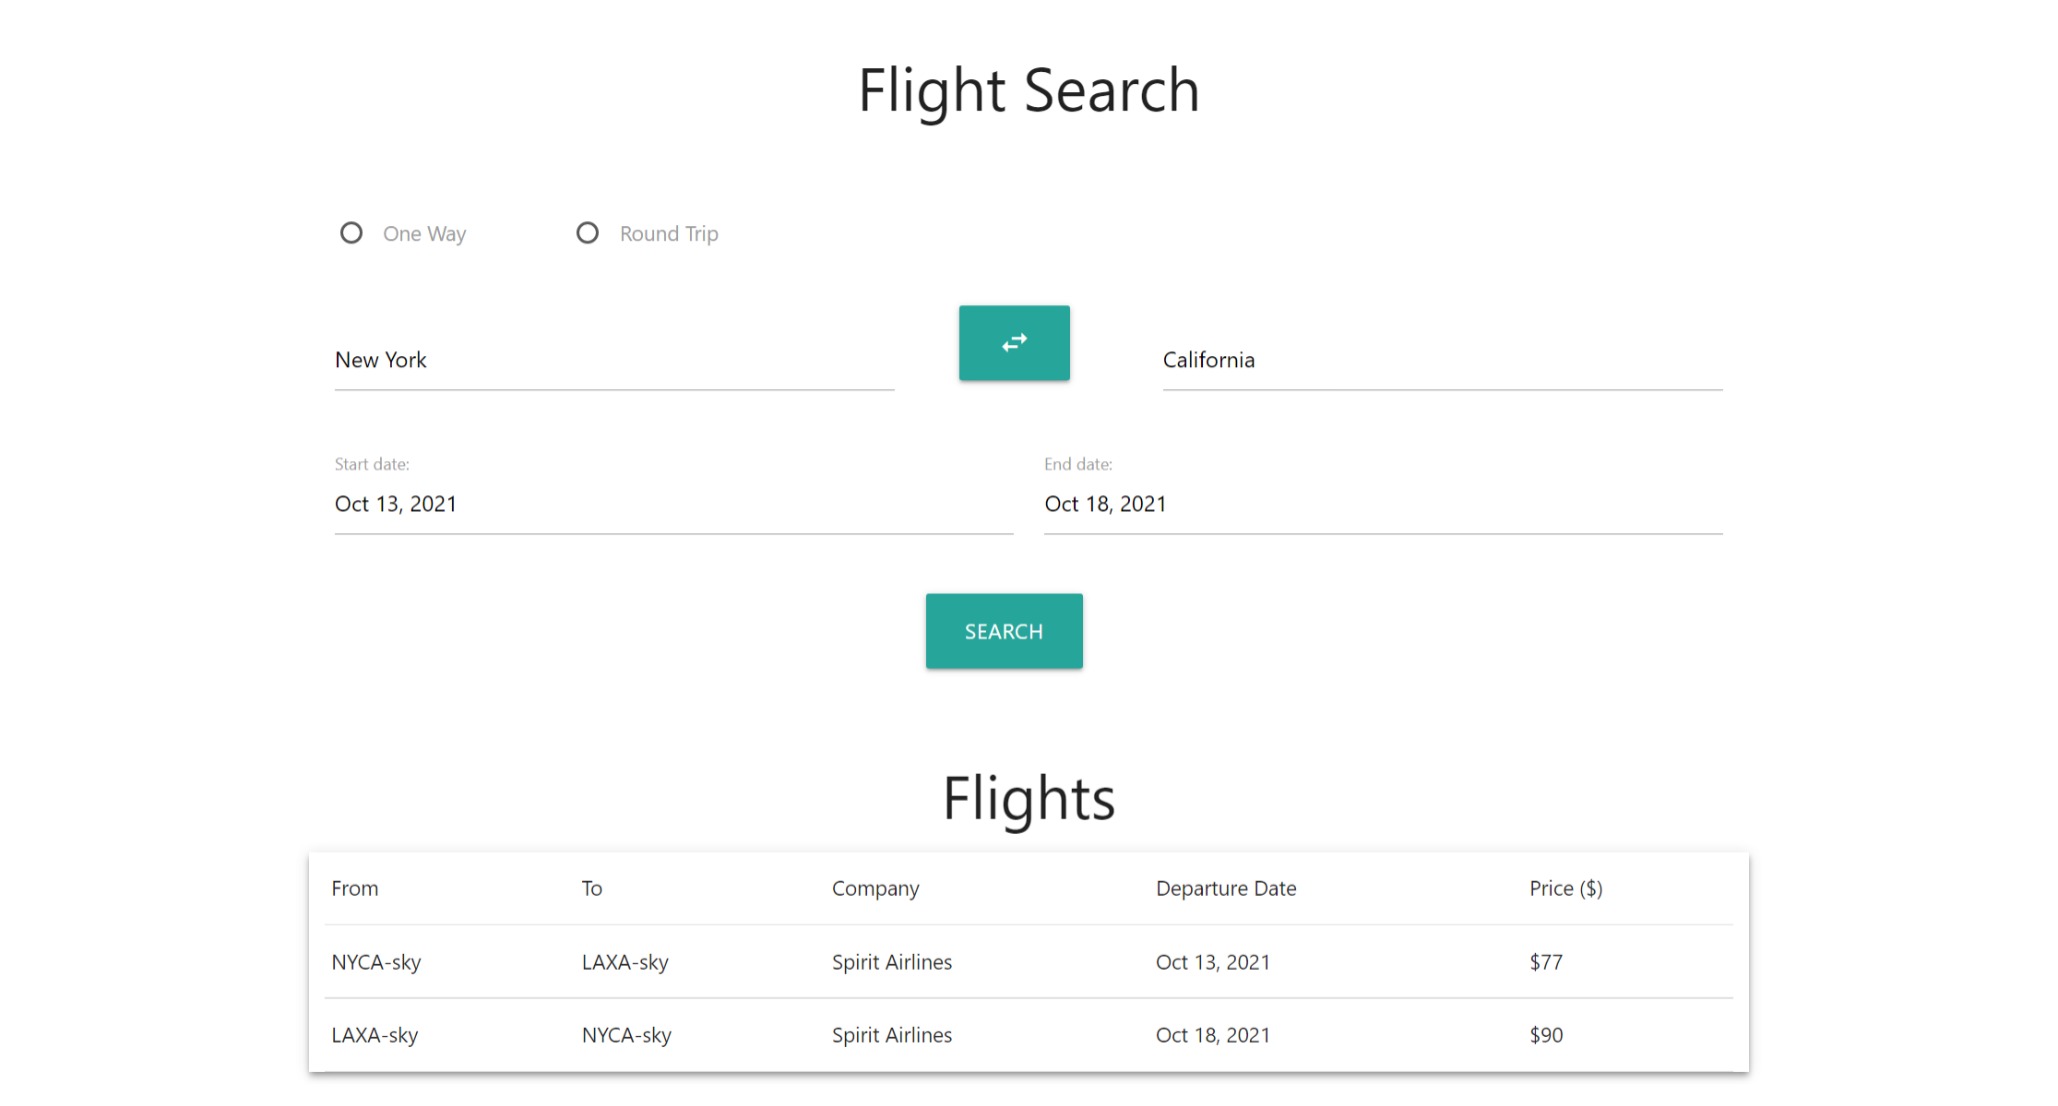 Flight Search
One Way Round Trip
New York California
Start date: End date:
Oct 13, 2021 Oct 18, 2021
SEARCH
Flights
From To Company Departure Date Price ($)
NYCA-sky LAXA-sky Spirit Airlines Oct 13, 2021 $77
LAXA-sky NYCA-sky Spirit Airlines Oct 18, 2021 $90